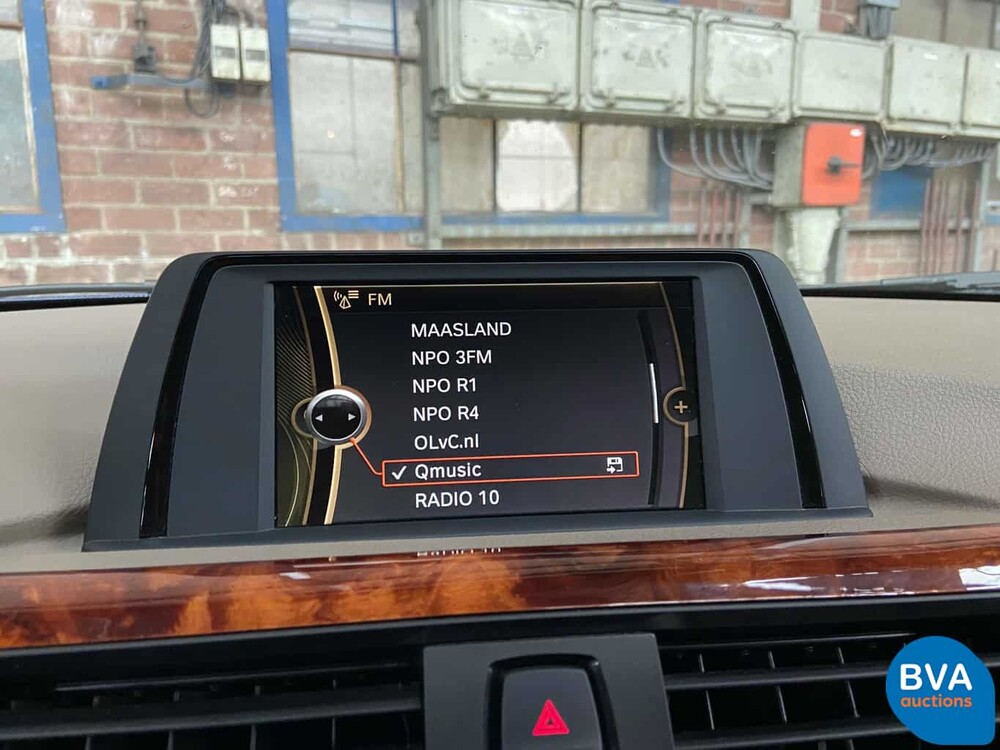 FM
MAASLAND
NPO 3FM
NPO R1
NPO R4
OLvC.nl
Qmusic
RADIO 10
BVA
auctions